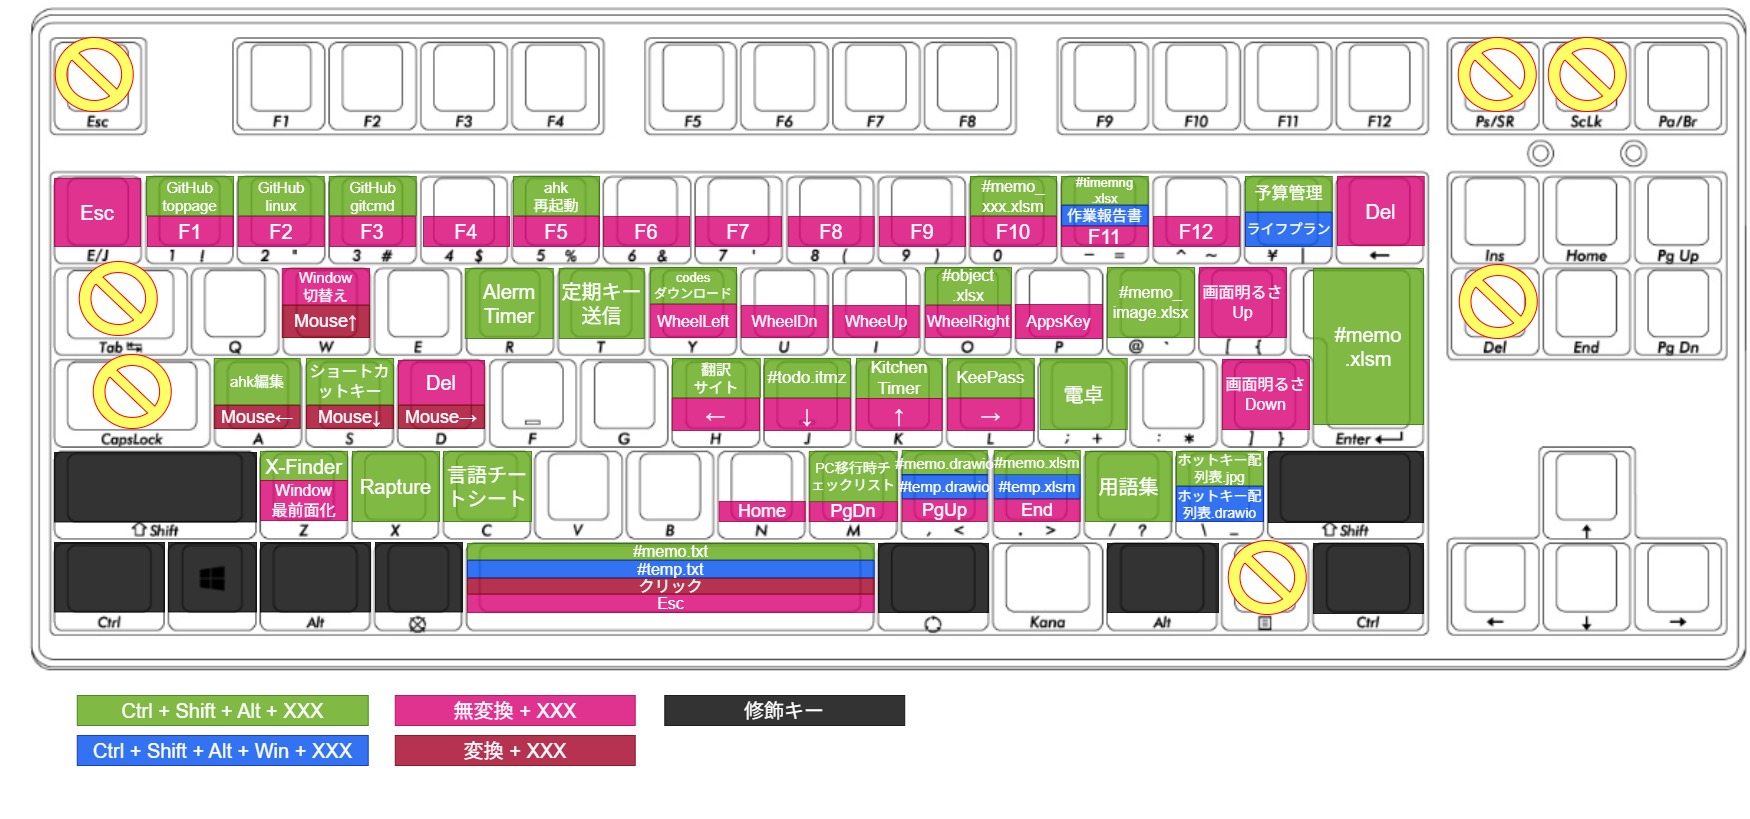 Esc
F1
F2
F3
F4
F5
F6
F7
F8
F9
F10
F11
F12
Ps/SR
ScLk
Pa/Br
Esc
E/J
GitHub
toppage
F1
1 !
GitHub
linux
F2
2 "
GitHub
gitcmd
F3
3 #
F4
4 $
ahk
再起動
F5
5 %
F6
6 &
F7
7 '
F8
8 (
F9
9 )
#memo_
xxx.xlsm
F10
0
#timemng
.xlsx
作業報告書
F11
- =
F12
^ ~
予算管理
ライフプラン
¥ |
Del
←
Ins
Home
Pg Up
Tab
Q
Window
切替え
Mouse↑
W
E
Alerm
Timer
R
定期キー
送信
T
codes
ダウンロード
WheelLeft
Y
WheelDn
U
WheeUp
I
#object
.xlsx
WheelRight
O
AppsKey
P
#memo_
image.xlsx
@ `
画面明るさ
Up
[ {
#memo
.xlsm
Enter
Del
End
Pg Dn
CapsLock
ahk編集
Mouse←
A
ショートカ
ットキー
Mouse↓
S
Del
Mouse→
D
F
G
翻訳
サイト
←
H
#todo.itmz
↓
J
Kitchen
Timer
↑
K
KeePass
→
L
電卓
; +
: *
画面明るさ
Down
] }
⇧Shift
X-Finder
Window
最前面化
Z
Rapture
X
言語チー
トシート
C
V
B
Home
N
PC移行時チ
ェックリスト
PgDn
M
#memo.drawio
#temp.drawio
PgUp
, <
#memo.xlsm
#temp.xlsm
End
. >
用語集
/ ?
ホットキー配
列表.jpg
ホットキー配
列表.drawio
\ _
⇧Shift
↑
Ctrl
Alt
#memo.txt
#temp.txt
クリック
Esc
Kana
Alt
Ctrl
←
↓
→
Ctrl + Shift + Alt + XXX
無変換 + XXX
修飾キー
Ctrl + Shift + Alt + Win + XXX
変換 + XXX